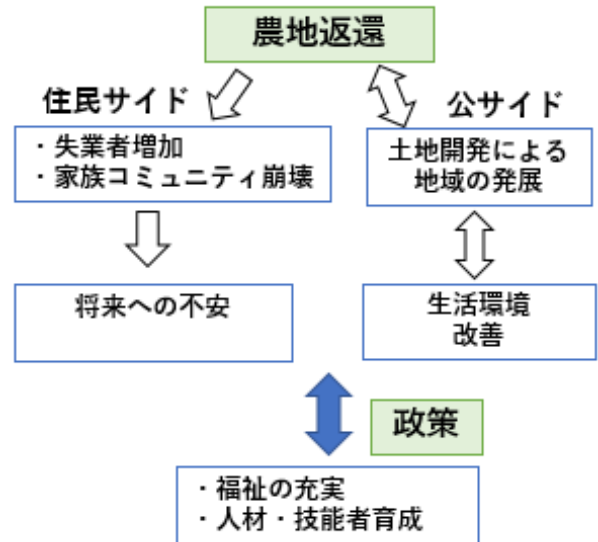 農地返還
住民サイド
公サイド
・失業者増加
・家族コミュニティ崩壊
土地開発による
地域の発展
将来への不安
生活環境
改善
政策
・福祉の充実
・人材・技能者育成